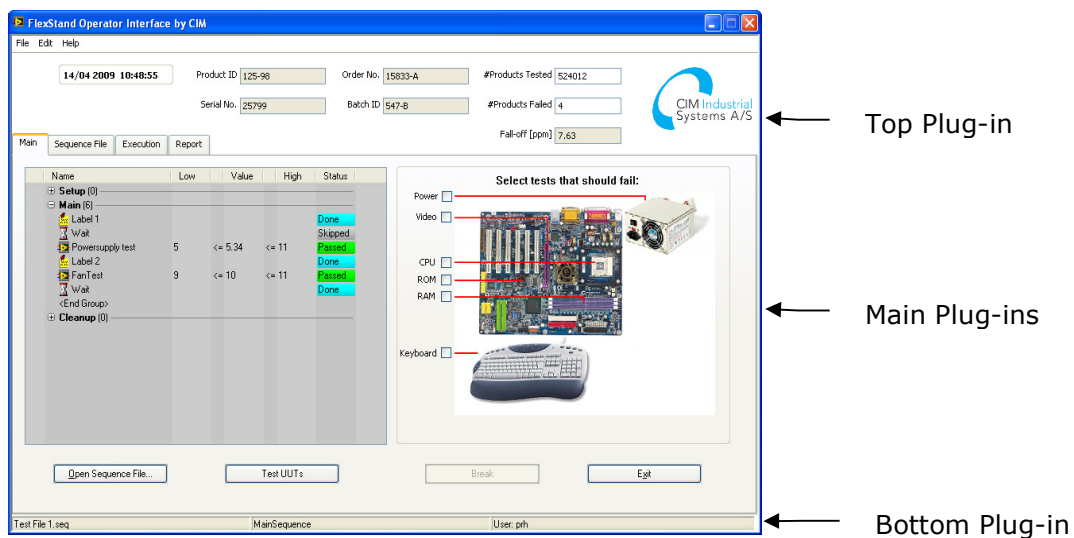 FlexStand Operator Interface by CIM
File Edit Help
14/04 2009 10:48:55
Product ID 125-98
Order No. 15833-A
#Products Tested 524012
Serial No. 25799
Batch ID 547-B
#Products Failed 4
Fall-off [ppm] 7.63
CIM Industrial
Systems A/S
Top Plug-in
Main Sequence File Execution Report
Name Low Value High Status
Setup (0)
Main (6)
Label 1 Done
Wait Skipped
Powersupply test 5 <= 5.34 <= 11 Passed
Label 2 Done
FanTest 9 <= 10 <= 11 Passed
Wait Done
<End Group>
Cleanup (0)
Select tests that should fail:
Power
Video
CPU
ROM
RAM
Keyboard
Main Plug-ins
Open Sequence File... Test UUTs Break Exit
Test File 1.seq MainSequence User: prh
Bottom Plug-in